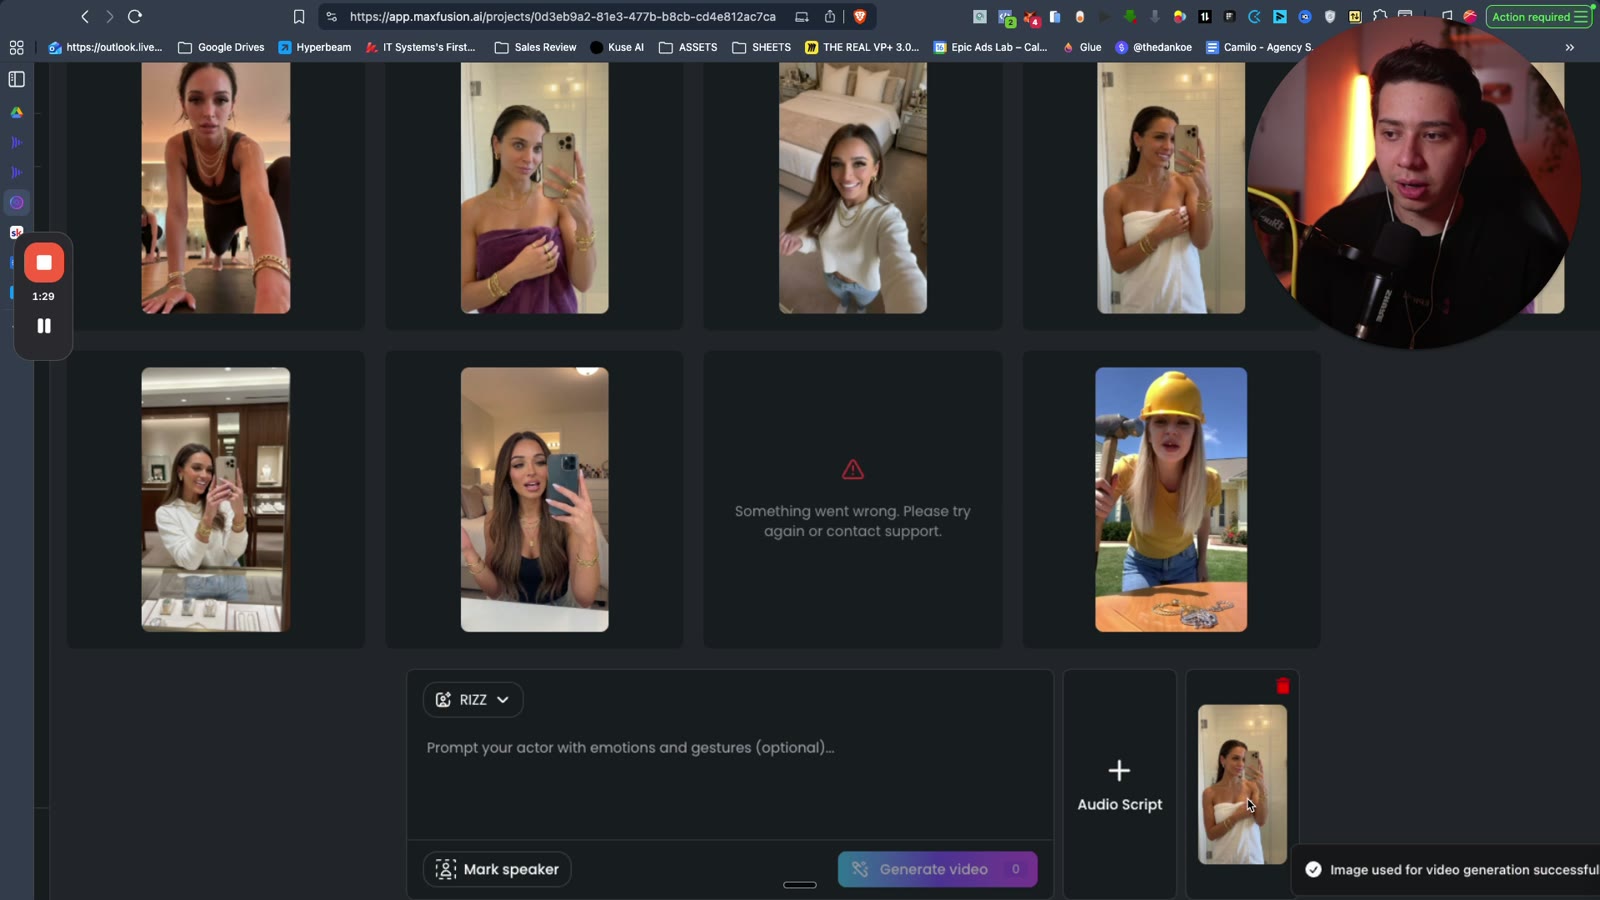 https://app.maxfusion.ai/projects/0d3eb9a2-81e3-477b-b8cb-cd4e812ac7ca
2
4
Action required
https://outlook.live...
Google Drives
Hyperbeam
IT Systems's First...
Sales Review
Kuse AI
ASSETS
SHEETS
THE REAL VP+ 3.0...
Epic Ads Lab – Cal...
Glue
@thedankoe
Camilo - Agency S
sk
1:29
Something went wrong. Please try
again or contact support.
RIZZ
Prompt your actor with emotions and gestures (optional)...
Audio Script
Mark speaker
Generate video
0
Image used for video generation successful